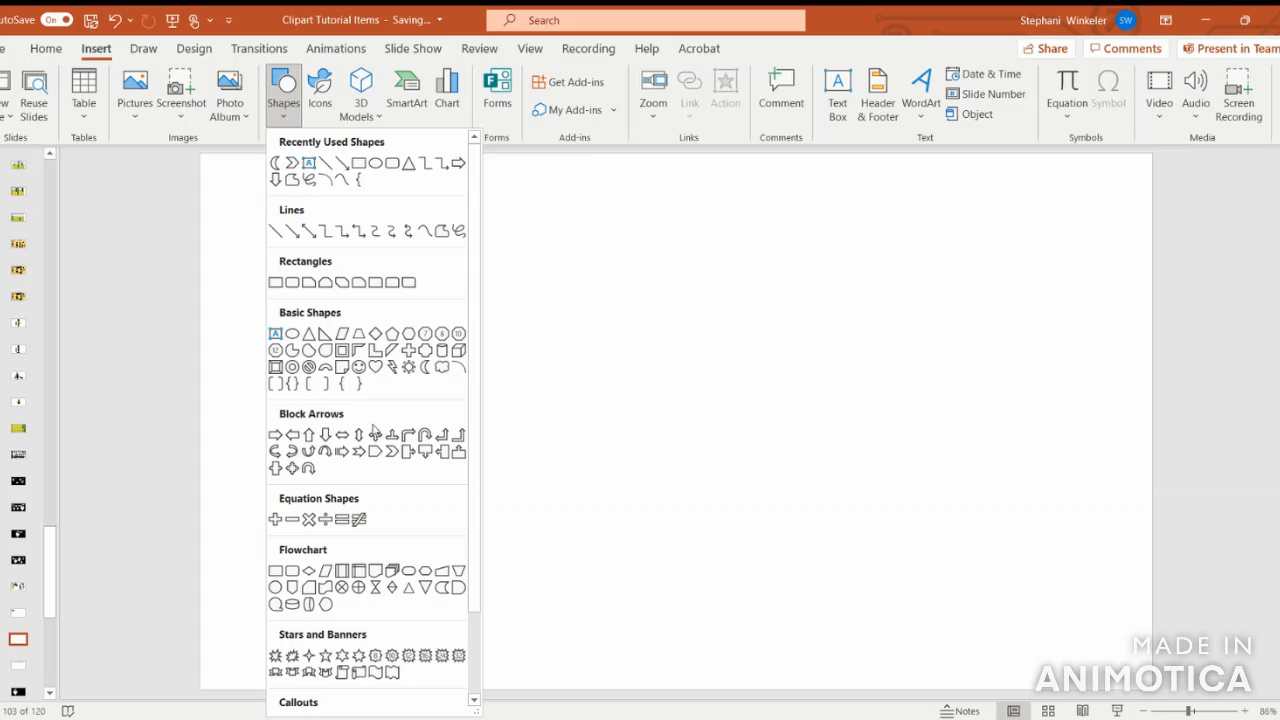 utoSave On
Clipart Tutorial Items - Saving...
Search
Stephani Winkeler SW
Home Insert Draw Design Transitions Animations Slide Show Review View Recording Help Acrobat
Share Comments Present in Team
Reuse Slides
Table
Pictures
Screenshot
Photo Album
Shapes
Icons
3D Models
SmartArt
Chart
Forms
Get Add-ins
My Add-ins
Zoom
Link
Action
Comment
Text Box
Header & Footer
WordArt
Date & Time
Slide Number
Object
Equation
Symbol
Video
Audio
Screen Recording
Slides Tables Images Forms Add-ins Links Comments Text Symbols Media
Recently Used Shapes
Lines
Rectangles
Basic Shapes
Block Arrows
Equation Shapes
Flowchart
Stars and Banners
Callouts
MADE IN
ANIMOTICA
103 of 120
Notes
86%